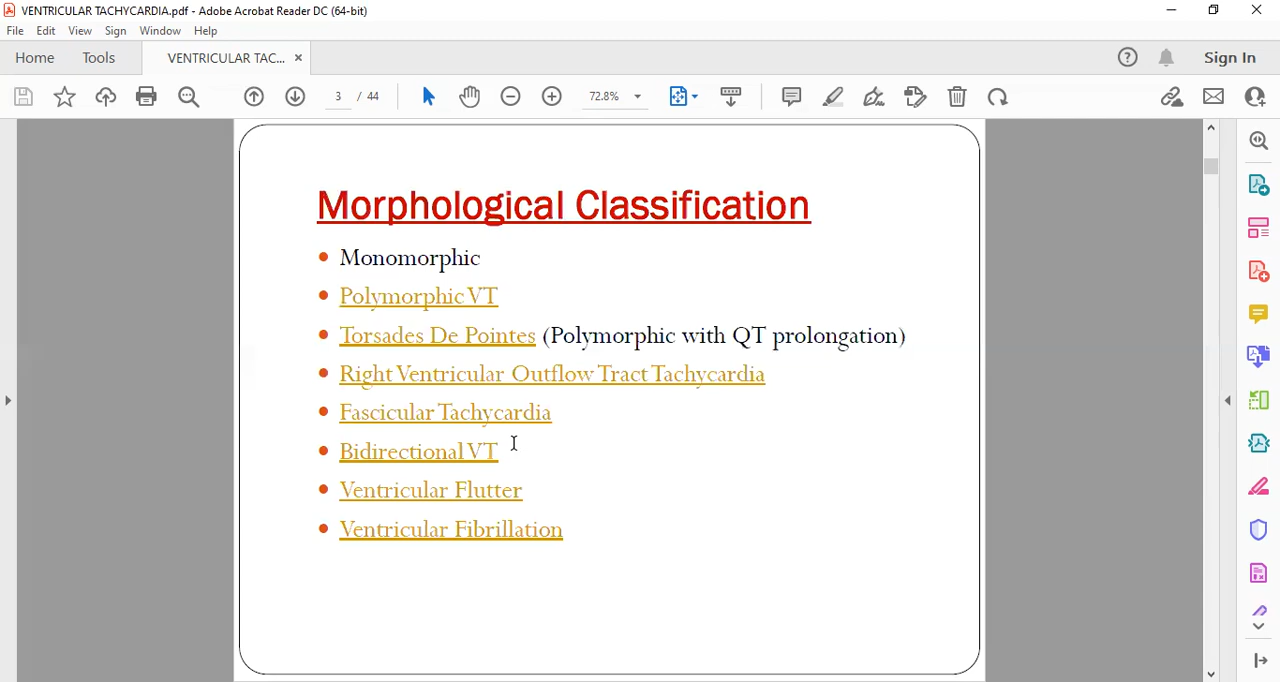 VENTRICULAR TACHYCARDIA.pdf - Adobe Acrobat Reader DC (64-bit)
File Edit View Sign Window Help
Home Tools VENTRICULAR TAC... × Sign In
3 / 44 72.8%
Morphological Classification
• Monomorphic
• Polymorphic VT
• Torsades De Pointes (Polymorphic with QT prolongation)
• Right Ventricular Outflow Tract Tachycardia
• Fascicular Tachycardia
• Bidirectional VT
• Ventricular Flutter
• Ventricular Fibrillation